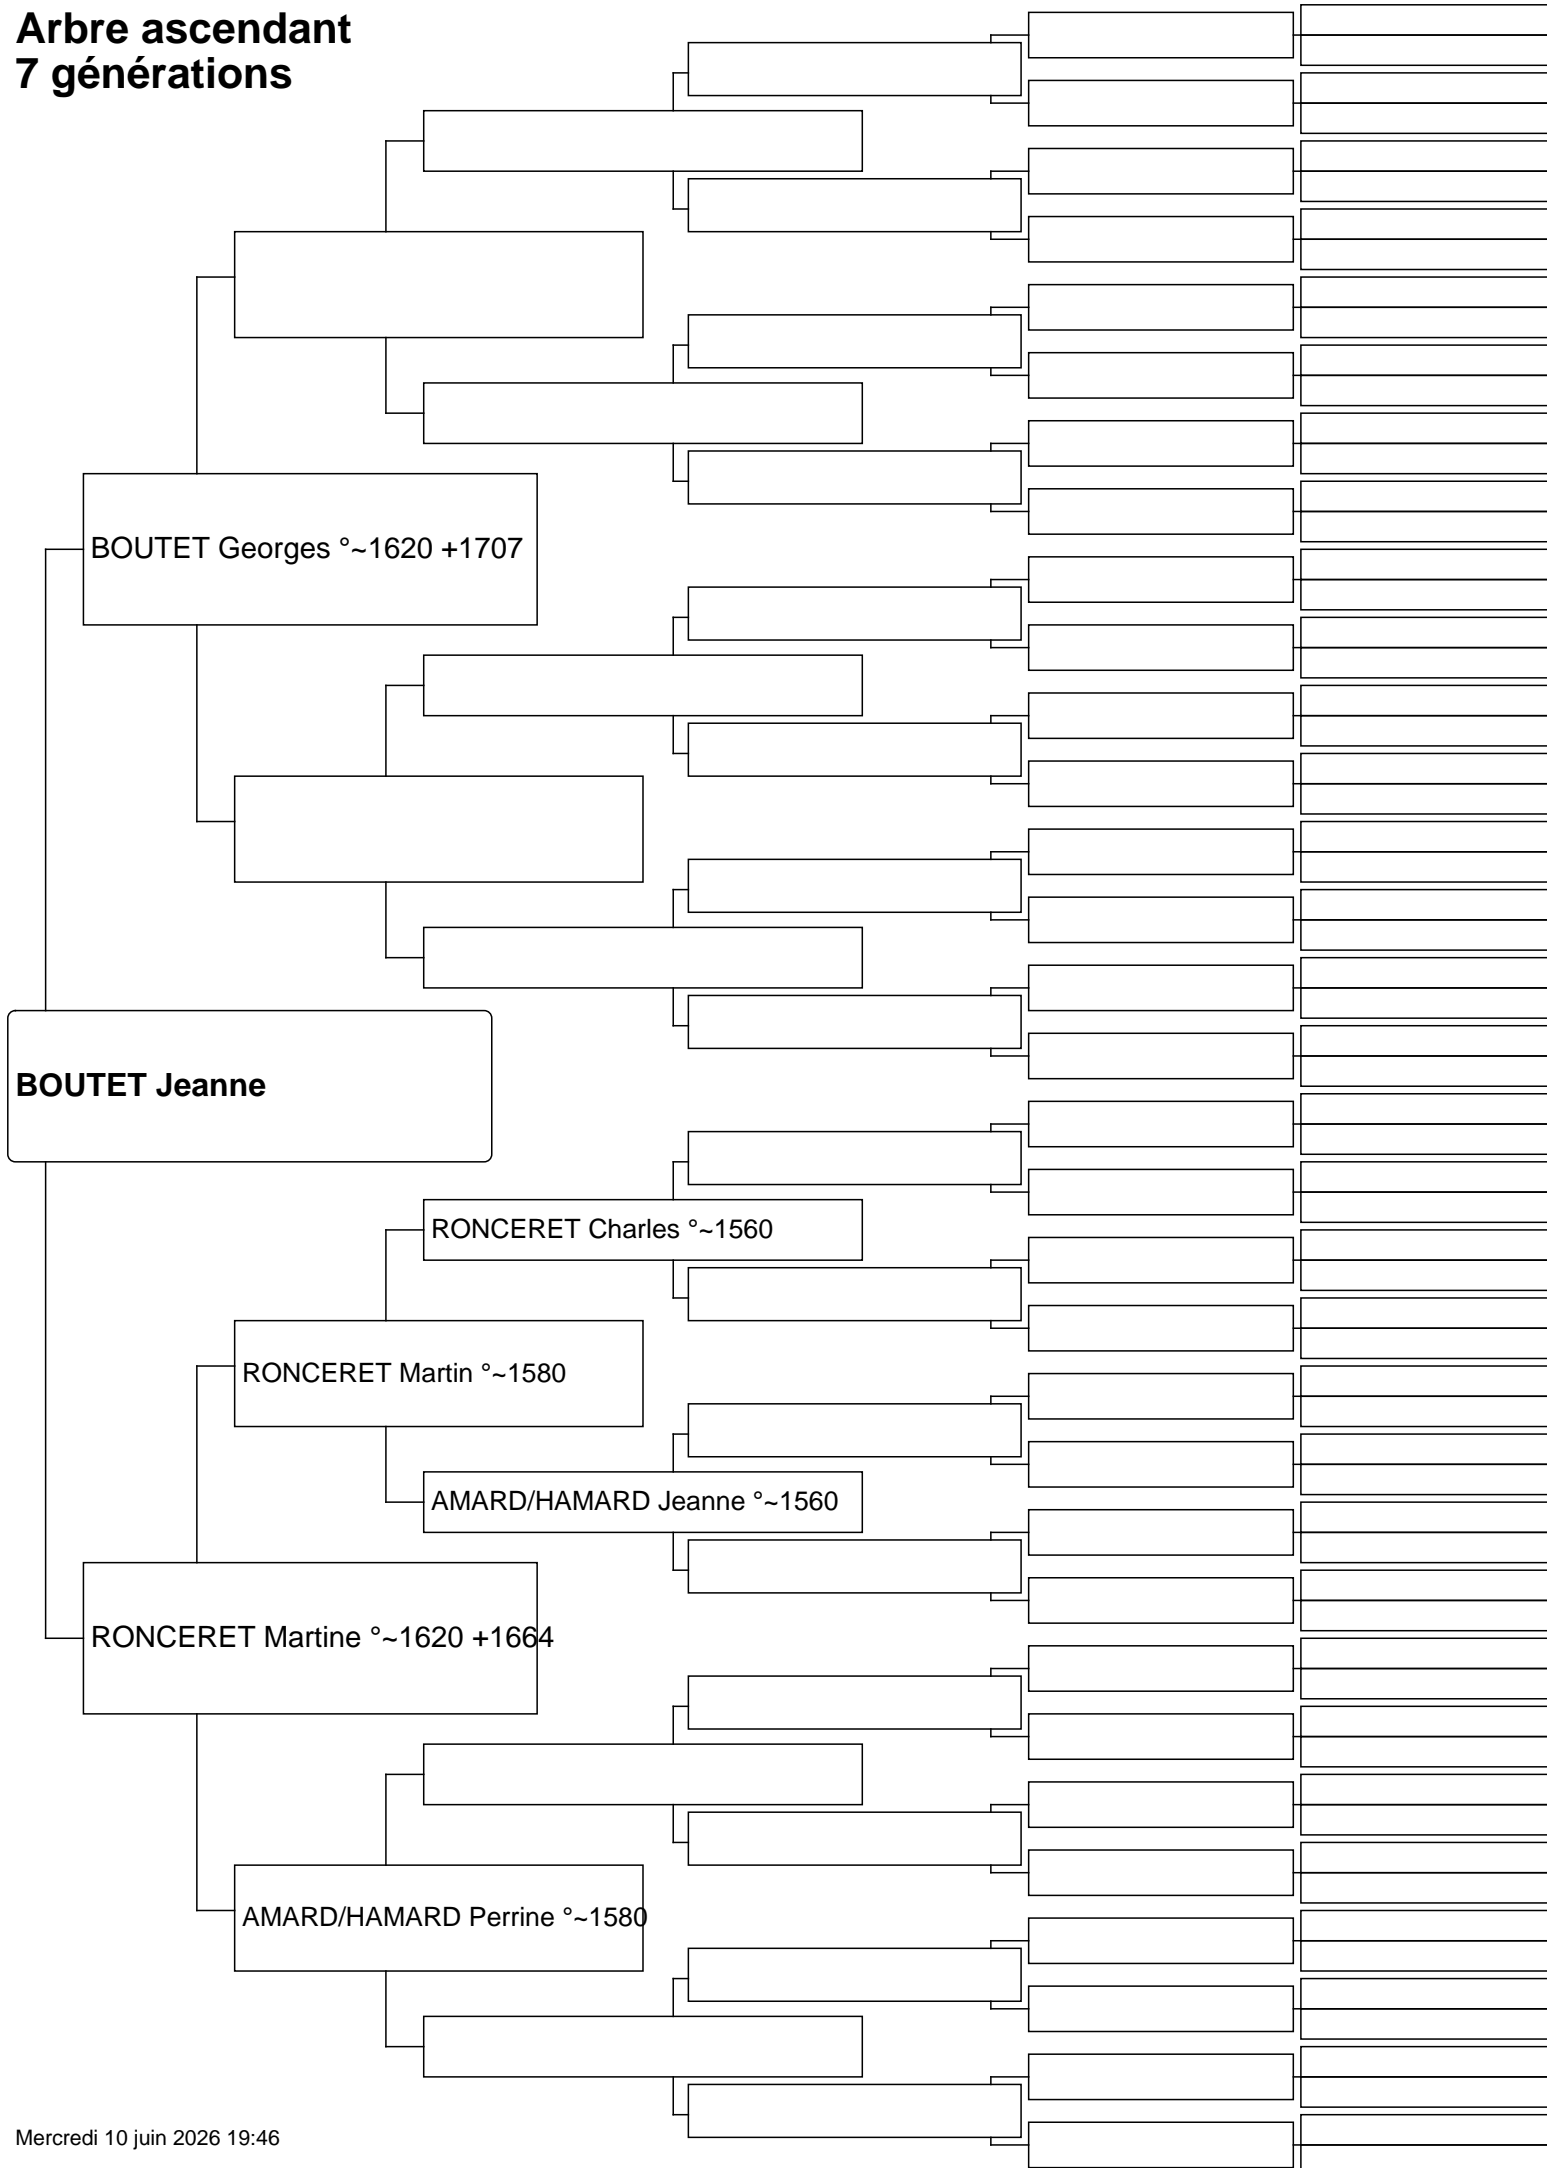 Arbre ascendant
7 générations
BOUTET Georges °~1620 +1707
BOUTET Jeanne
RONCERET Charles °~1560
RONCERET Martin °~1580
AMARD/HAMARD Jeanne °~1560
RONCERET Martine °~1620 +1664
AMARD/HAMARD Perrine °~1580
Mercredi 10 juin 2026 19:46